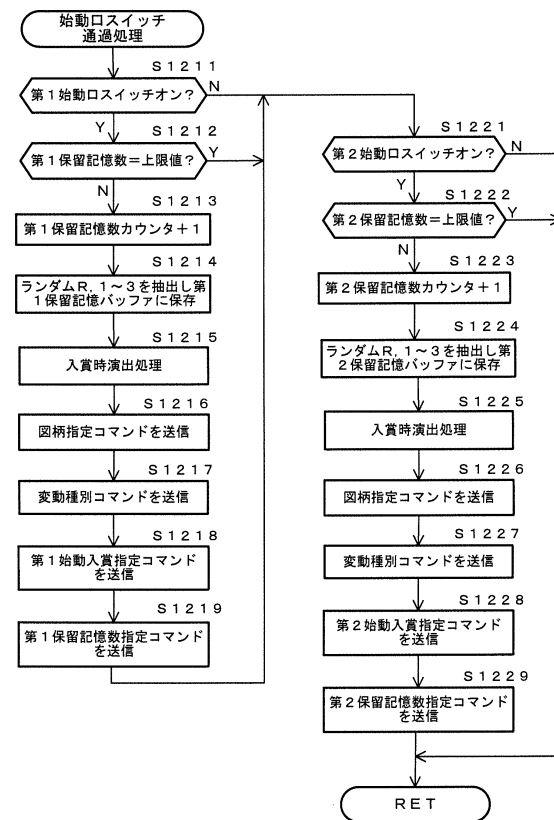 始動口スイッチ
通過処理
S1211
第1始動口スイッチオン?
N
Y
S1212
第1保留記憶数=上限値?
Y
N
S1213
第1保留記憶数カウンタ+1
S1214
ランダムR,1~3を抽出し第
1保留記憶バッファに保存
S1215
入賞時演出処理
S1216
図柄指定コマンドを送信
S1217
変動種別コマンドを送信
S1218
第1始動入賞指定コマンド
を送信
S1219
第1保留記憶数指定コマンド
を送信
S1221
第2始動口スイッチオン?
N
Y
S1222
第2保留記憶数=上限値?
Y
N
S1223
第2保留記憶数カウンタ+1
S1224
ランダムR,1~3を抽出し第
2保留記憶バッファに保存
S1225
入賞時演出処理
S1226
図柄指定コマンドを送信
S1227
変動種別コマンドを送信
S1228
第2始動入賞指定コマンド
を送信
S1229
第2保留記憶数指定コマンド
を送信
RET